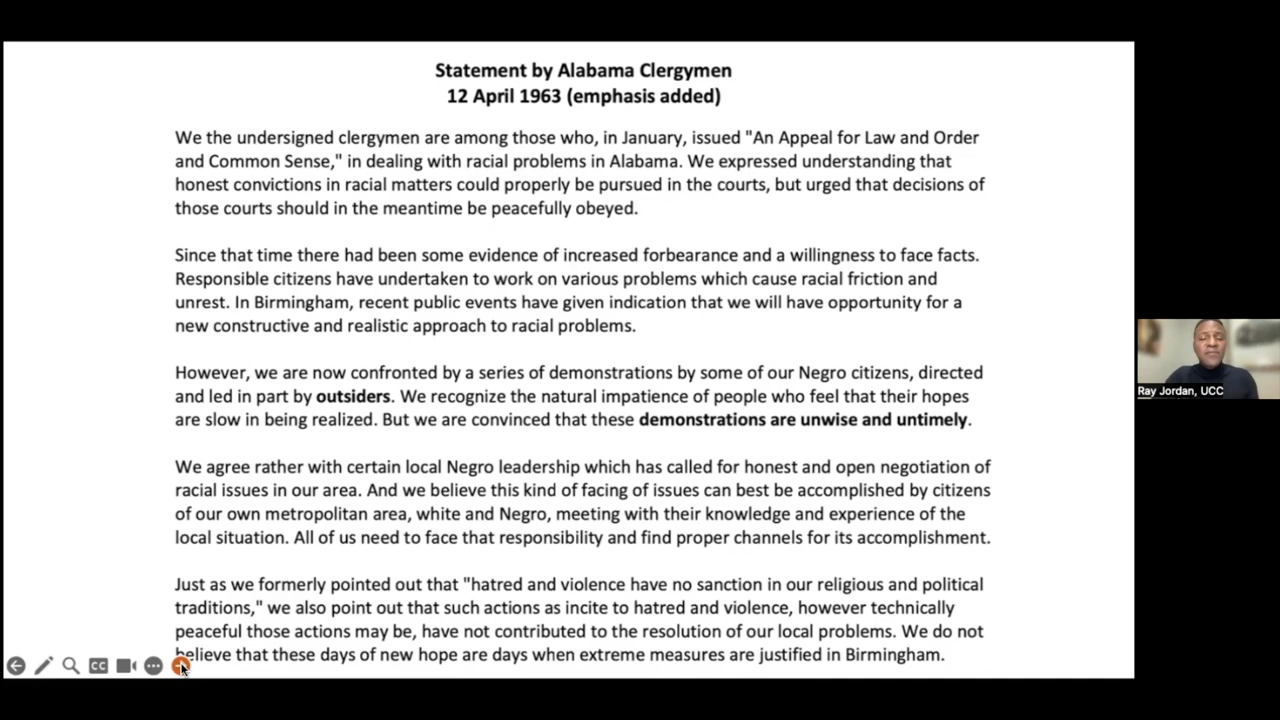 Statement by Alabama Clergymen
12 April 1963 (emphasis added)
We the undersigned clergymen are among those who, in January, issued "An Appeal for Law and Order
and Common Sense," in dealing with racial problems in Alabama. We expressed understanding that
honest convictions in racial matters could properly be pursued in the courts, but urged that decisions of
those courts should in the meantime be peacefully obeyed.
Since that time there had been some evidence of increased forbearance and a willingness to face facts.
Responsible citizens have undertaken to work on various problems which cause racial friction and
unrest. In Birmingham, recent public events have given indication that we will have opportunity for a
new constructive and realistic approach to racial problems.
However, we are now confronted by a series of demonstrations by some of our Negro citizens, directed
and led in part by outsiders. We recognize the natural impatience of people who feel that their hopes
are slow in being realized. But we are convinced that these demonstrations are unwise and untimely.
We agree rather with certain local Negro leadership which has called for honest and open negotiation of
racial issues in our area. And we believe this kind of facing of issues can best be accomplished by citizens
of our own metropolitan area, white and Negro, meeting with their knowledge and experience of the
local situation. All of us need to face that responsibility and find proper channels for its accomplishment.
Just as we formerly pointed out that "hatred and violence have no sanction in our religious and political
traditions," we also point out that such actions as incite to hatred and violence, however technically
peaceful those actions may be, have not contributed to the resolution of our local problems. We do not
believe that these days of new hope are days when extreme measures are justified in Birmingham.
CC
Ray Jordan, UCC